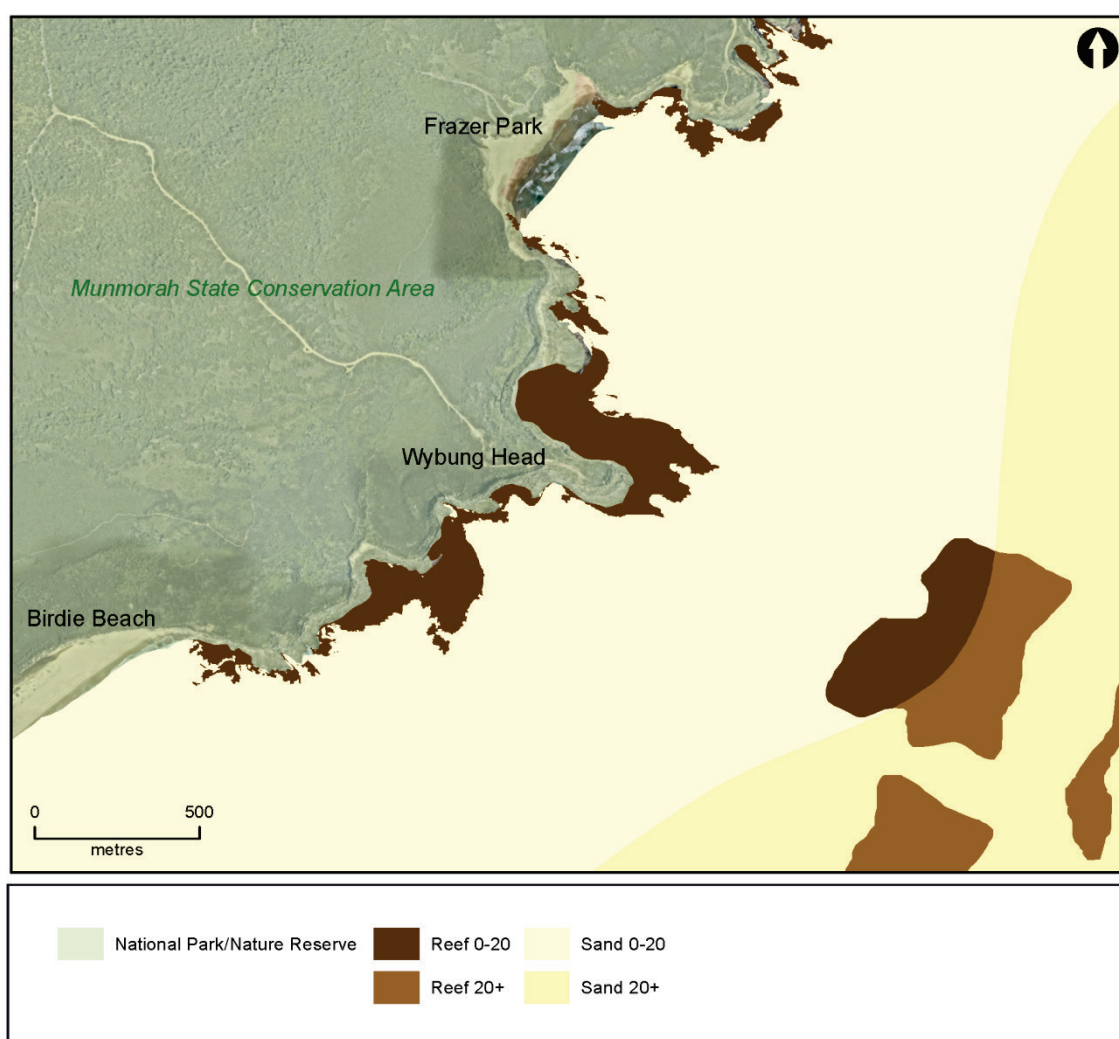 Frazer Park
Munmorah State Conservation Area
Wybung Head
Birdie Beach
0 500
metres
National Park/Nature Reserve
Reef 0-20
Sand 0-20
Reef 20+
Sand 20+